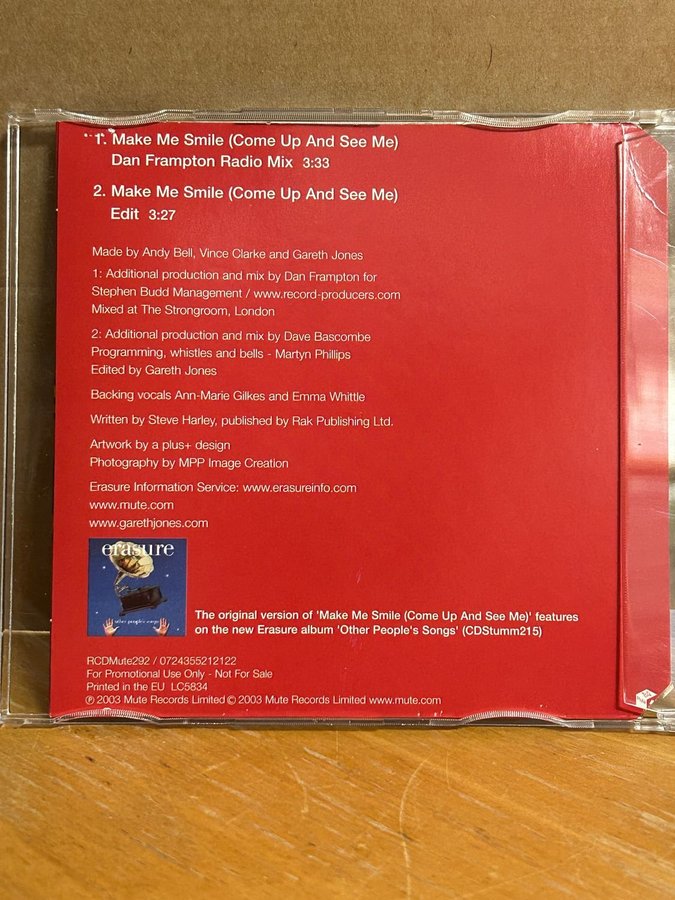 1. Make Me Smile (Come Up And See Me)
Dan Frampton Radio Mix 3:33
2. Make Me Smile (Come Up And See Me)
Edit 3:27
Made by Andy Bell, Vince Clarke and Gareth Jones
1: Additional production and mix by Dan Frampton for
Stephen Budd Management / www.record-producers.com
Mixed at The Strongroom, London
2: Additional production and mix by Dave Bascombe
Programming, whistles and bells - Martyn Phillips
Edited by Gareth Jones
Backing vocals Ann-Marie Gilkes and Emma Whittle
Written by Steve Harley, published by Rak Publishing Ltd.
Artwork by a plus+ design
Photography by MPP Image Creation
Erasure Information Service: www.erasureinfo.com
www.mute.com
www.garethjones.com
erasure
other people's songs
The original version of 'Make Me Smile (Come Up And See Me)' features
on the new Erasure album 'Other People's Songs' (CDStumm215)
RCDMute292 / 0724355212122
For Promotional Use Only - Not For Sale
Printed in the EU LC5834
℗ 2003 Mute Records Limited © 2003 Mute Records Limited www.mute.com